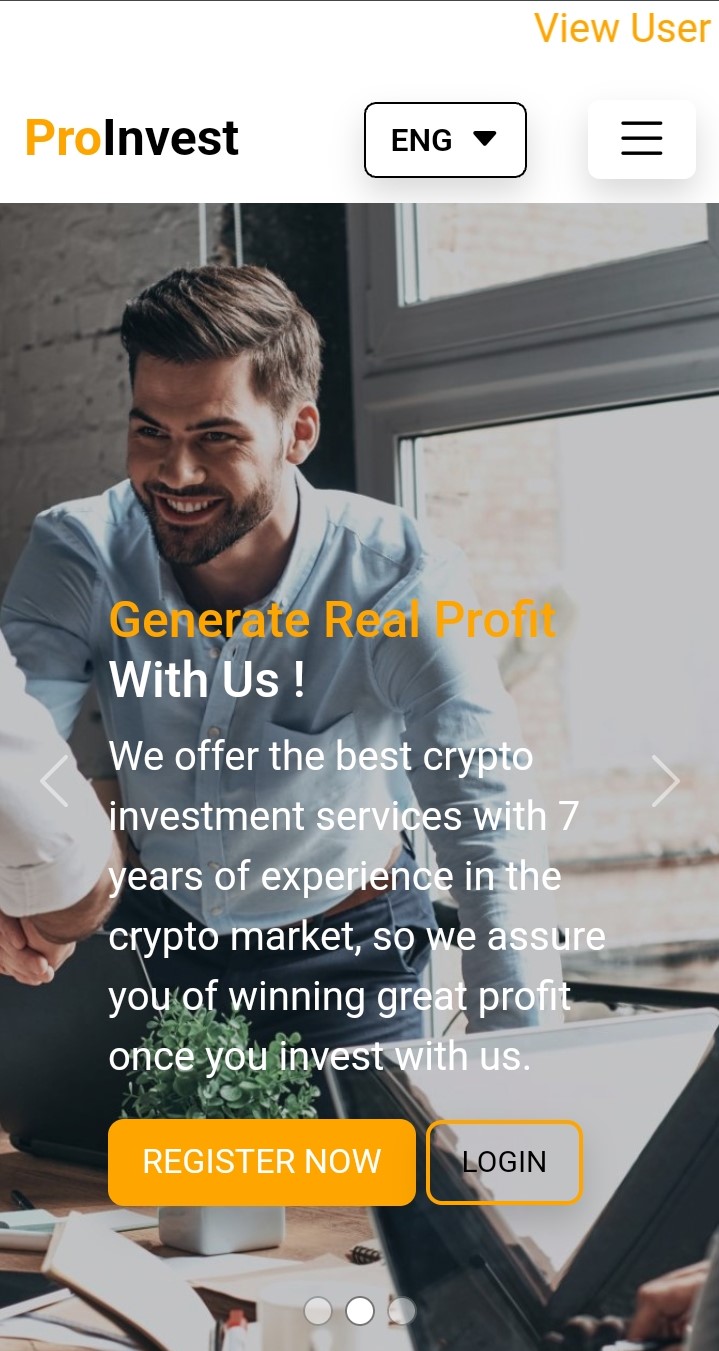 View User
ProInvest
ENG
Generate Real Profit
With Us !
We offer the best crypto
investment services with 7
years of experience in the
crypto market, so we assure
you of winning great profit
once you invest with us.
REGISTER NOW
LOGIN